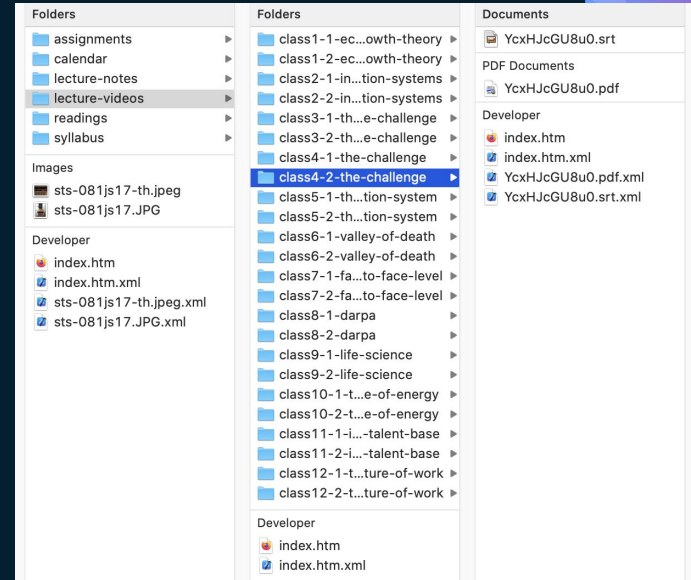 Folders
assignments
calendar
lecture-notes
lecture-videos
readings
syllabus
Images
sts-081js17-th.jpeg
sts-081js17.JPG
Developer
index.htm
index.htm.xml
sts-081js17-th.jpeg.xml
sts-081js17.JPG.xml
Folders
class1-1-ec...owth-theory
class1-2-ec...owth-theory
class2-1-in...tion-systems
class2-2-in...tion-systems
class3-1-th...e-challenge
class3-2-th...e-challenge
class4-1-the-challenge
class4-2-the-challenge
class5-1-th...tion-system
class5-2-th...tion-system
class6-1-valley-of-death
class6-2-valley-of-death
class7-1-fa...to-face-level
class7-2-fa...to-face-level
class8-1-darpa
class8-2-darpa
class9-1-life-science
class9-2-life-science
class10-1-t...e-of-energy
class10-2-t...e-of-energy
class11-1-i...-talent-base
class11-2-i...-talent-base
class12-1-t...ture-of-work
class12-2-t...ture-of-work
Developer
index.htm
index.htm.xml
Documents
YcxHJcGU8u0.srt
PDF Documents
YcxHJcGU8u0.pdf
Developer
index.htm
index.htm.xml
YcxHJcGU8u0.pdf.xml
YcxHJcGU8u0.srt.xml